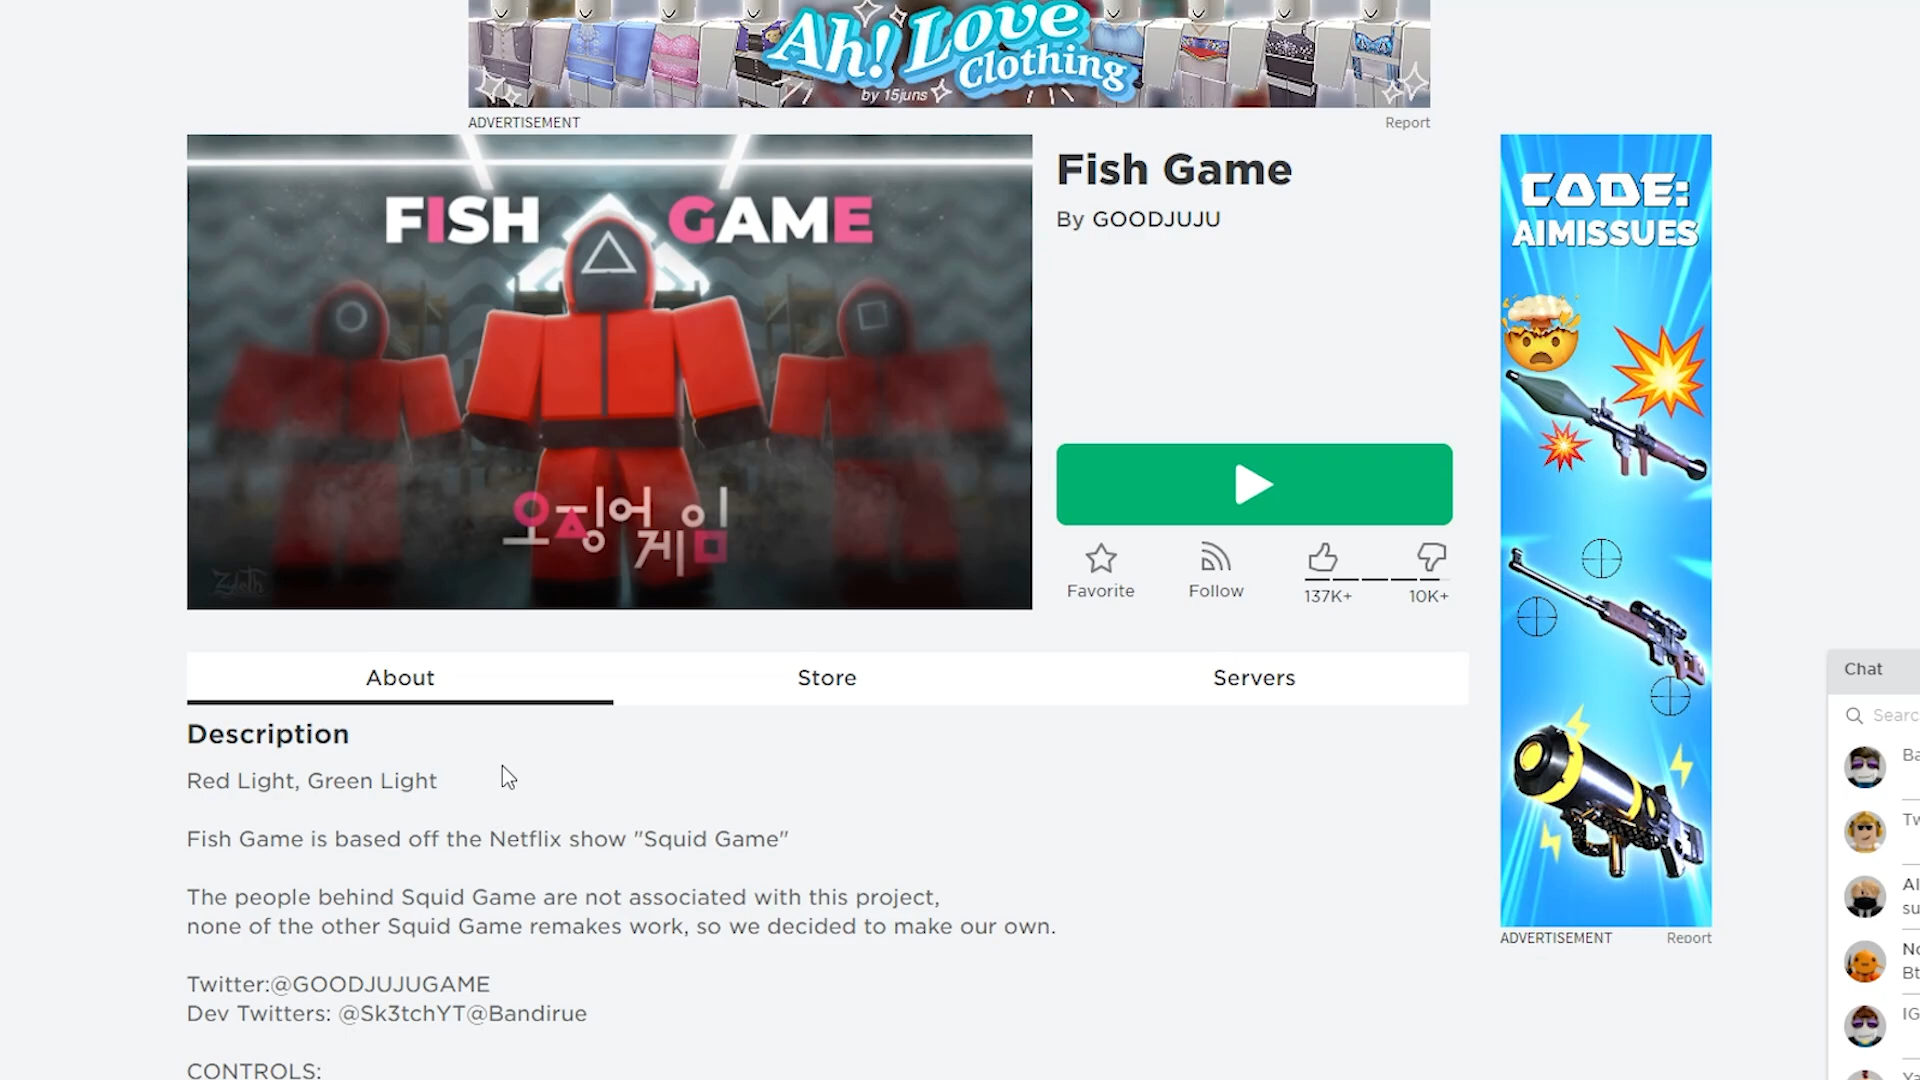 Ah! Love
Clothing
by 15juns
ADVERTISEMENT
Report
FISH GAME
오징어
게임
Zyleth
Fish Game
By GOODJUJU
Favorite
Follow
137K+
10K+
CODE:
AIMISSUES
ADVERTISEMENT
Report
About
Store
Servers
Description
Red Light, Green Light
Fish Game is based off the Netflix show "Squid Game"
The people behind Squid Game are not associated with this project,
none of the other Squid Game remakes work, so we decided to make our own.
Twitter:@GOODJUJUGAME
Dev Twitters: @Sk3tchYT@Bandirue
CONTROLS:
Chat
Searc